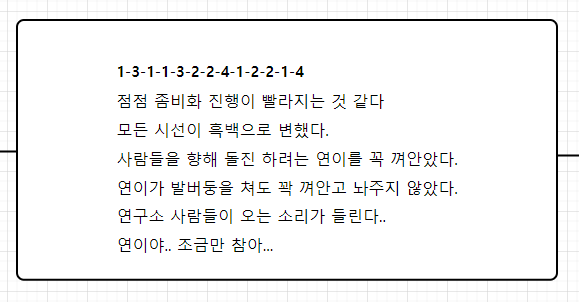 1-3-1-1-3-2-2-4-1-2-2-1-4
점점 좀비화 진행이 빨라지는 것 같다
모든 시선이 흑백으로 변했다.
사람들을 향해 돌진 하려는 연이를 꼭 껴안았다.
연이가 발버둥을 쳐도 꽉 껴안고 놔주지 않았다.
연구소 사람들이 오는 소리가 들린다..
연이야.. 조금만 참아...